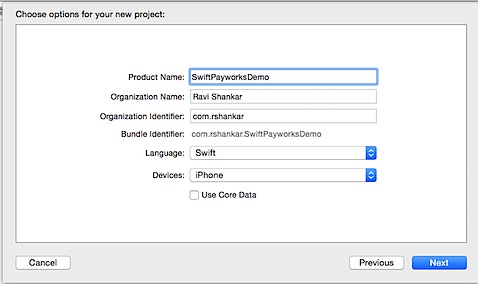 Choose options for your new project:
Product Name: SwiftPayworksDemo
Organization Name: Ravi Shankar
Organization Identifier: com.rshankar
Bundle Identifier: com.rshankar.SwiftPayworksDemo
Language: Swift
Devices: iPhone
Use Core Data
Cancel Previous Next